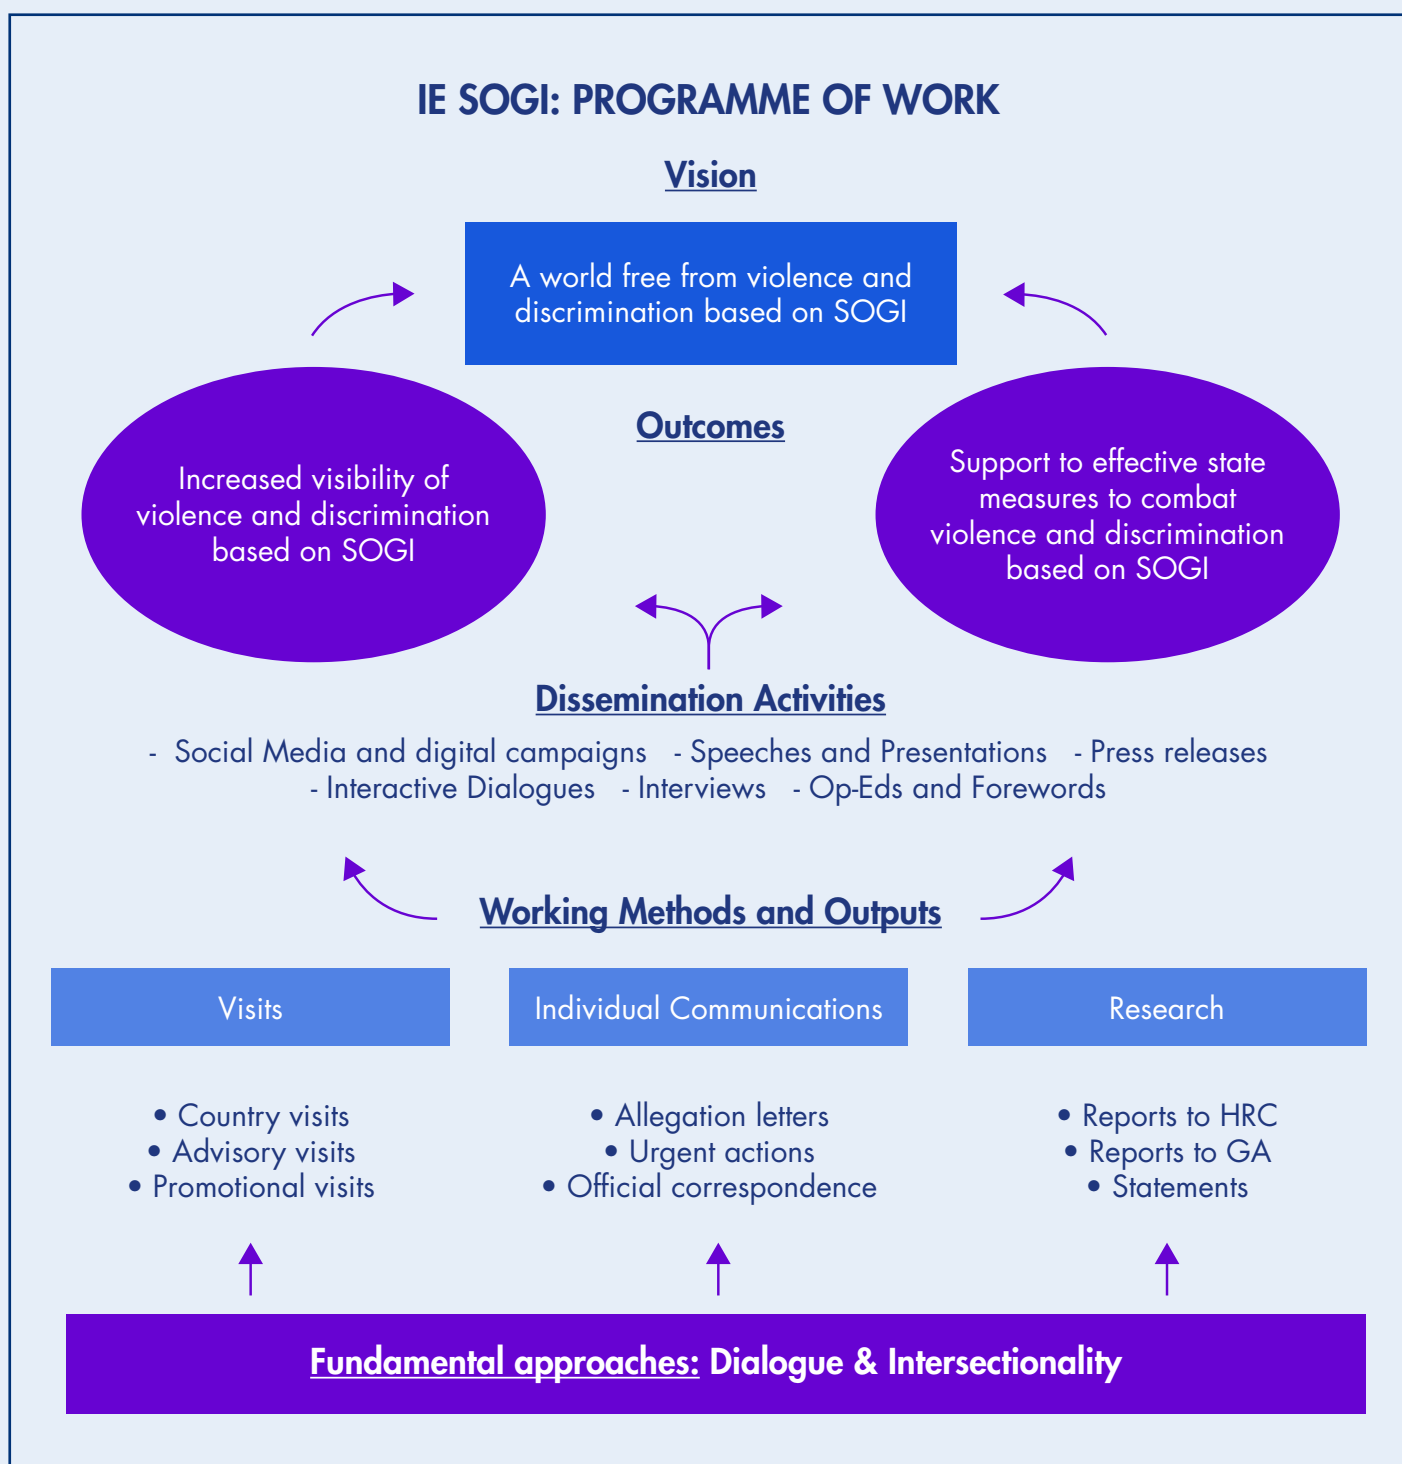 IE SOGI: PROGRAMME OF WORK
Vision
A world free from violence and
discrimination based on SOGI
Outcomes
Increased visibility of
violence and discrimination
based on SOGI
Support to effective state
measures to combat
violence and discrimination
based on SOGI
Dissemination Activities
- Social Media and digital campaigns - Speeches and Presentations - Press releases
- Interactive Dialogues - Interviews - Op-Eds and Forewords
Working Methods and Outputs
Visits
• Country visits
• Advisory visits
• Promotional visits
Individual Communications
• Allegation letters
• Urgent actions
• Official correspondence
Research
• Reports to HRC
• Reports to GA
• Statements
Fundamental approaches: Dialogue & Intersectionality